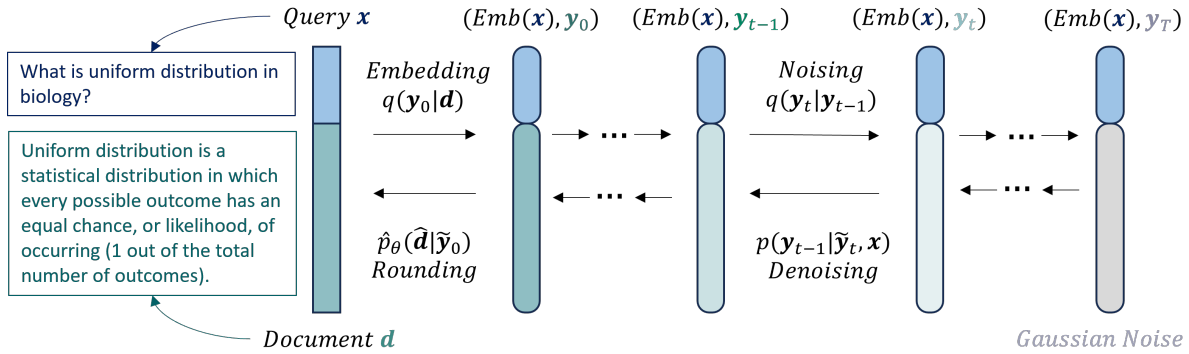 Query x
(Emb(x), y₀)
(Emb(x), yₜ₋₁)
(Emb(x), yₜ)
(Emb(x), y_T)
What is uniform distribution in
biology?
Embedding
q(y₀|d)
Noising
q(yₜ|yₜ₋₁)
...
...
Uniform distribution is a
statistical distribution in which
every possible outcome has an
equal chance, or likelihood, of
occurring (1 out of the total
number of outcomes).
...
...
p̂_θ(d̂|ỹ₀)
Rounding
p(yₜ₋₁|ỹₜ, x)
Denoising
Document d
Gaussian Noise